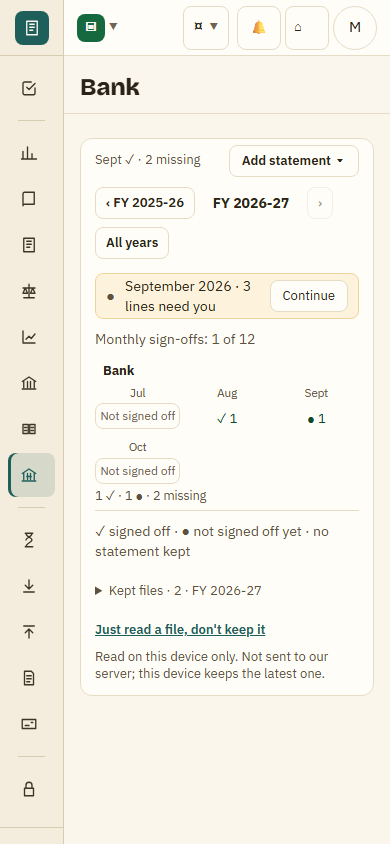 M
Bank
Sept ✓ · 2 missing
Add statement
‹ FY 2025-26
FY 2026-27
›
All years
● September 2026 · 3
lines need you
Continue
Monthly sign-offs: 1 of 12
Bank
Jul
Aug
Sept
Not signed off
✓ 1
● 1
Oct
Not signed off
1 ✓ · 1 ● · 2 missing
✓ signed off · ● not signed off yet · no
statement kept
Kept files · 2 · FY 2026-27
Just read a file, don't keep it
Read on this device only. Not sent to our
server; this device keeps the latest one.